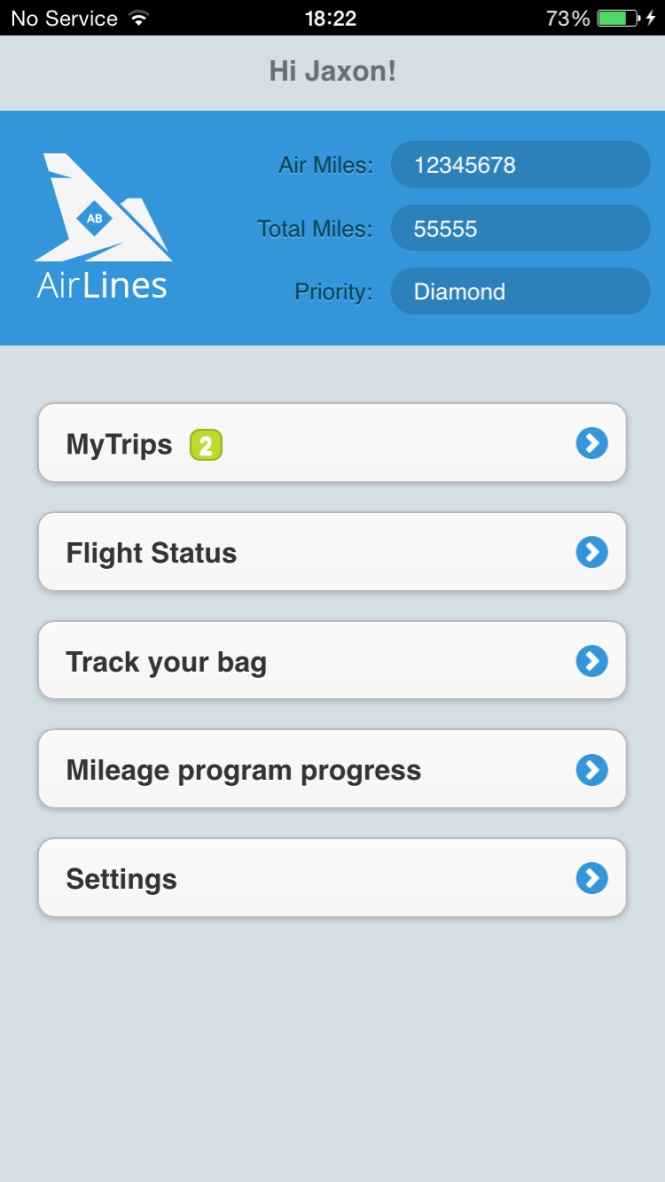 No Service 18:22 73%
Hi Jaxon!
AB
AirLines
Air Miles: 12345678
Total Miles: 55555
Priority: Diamond
MyTrips 2
Flight Status
Track your bag
Mileage program progress
Settings